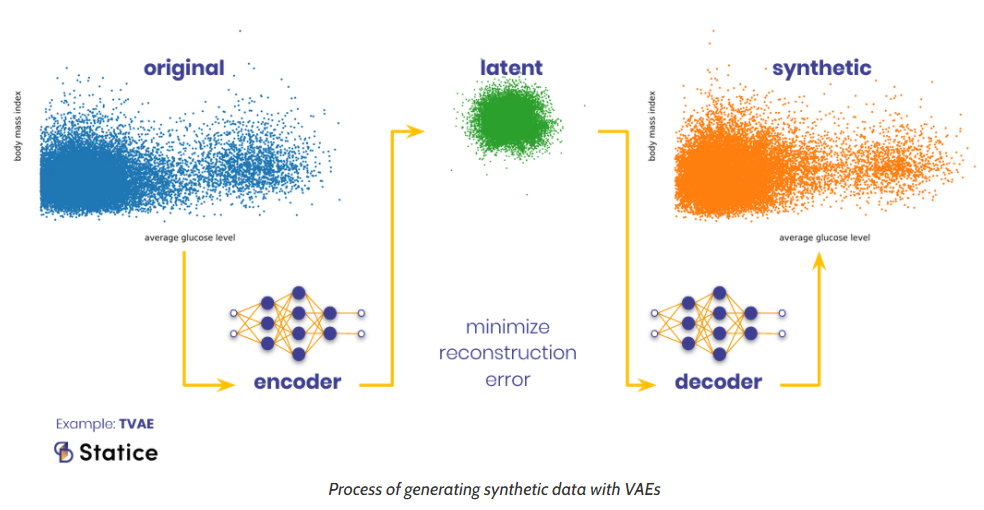 original
latent
synthetic
body mass index
body mass index
average glucose level
average glucose level
minimize
reconstruction
error
encoder
decoder
Example: TVAE
Statice
Process of generating synthetic data with VAEs